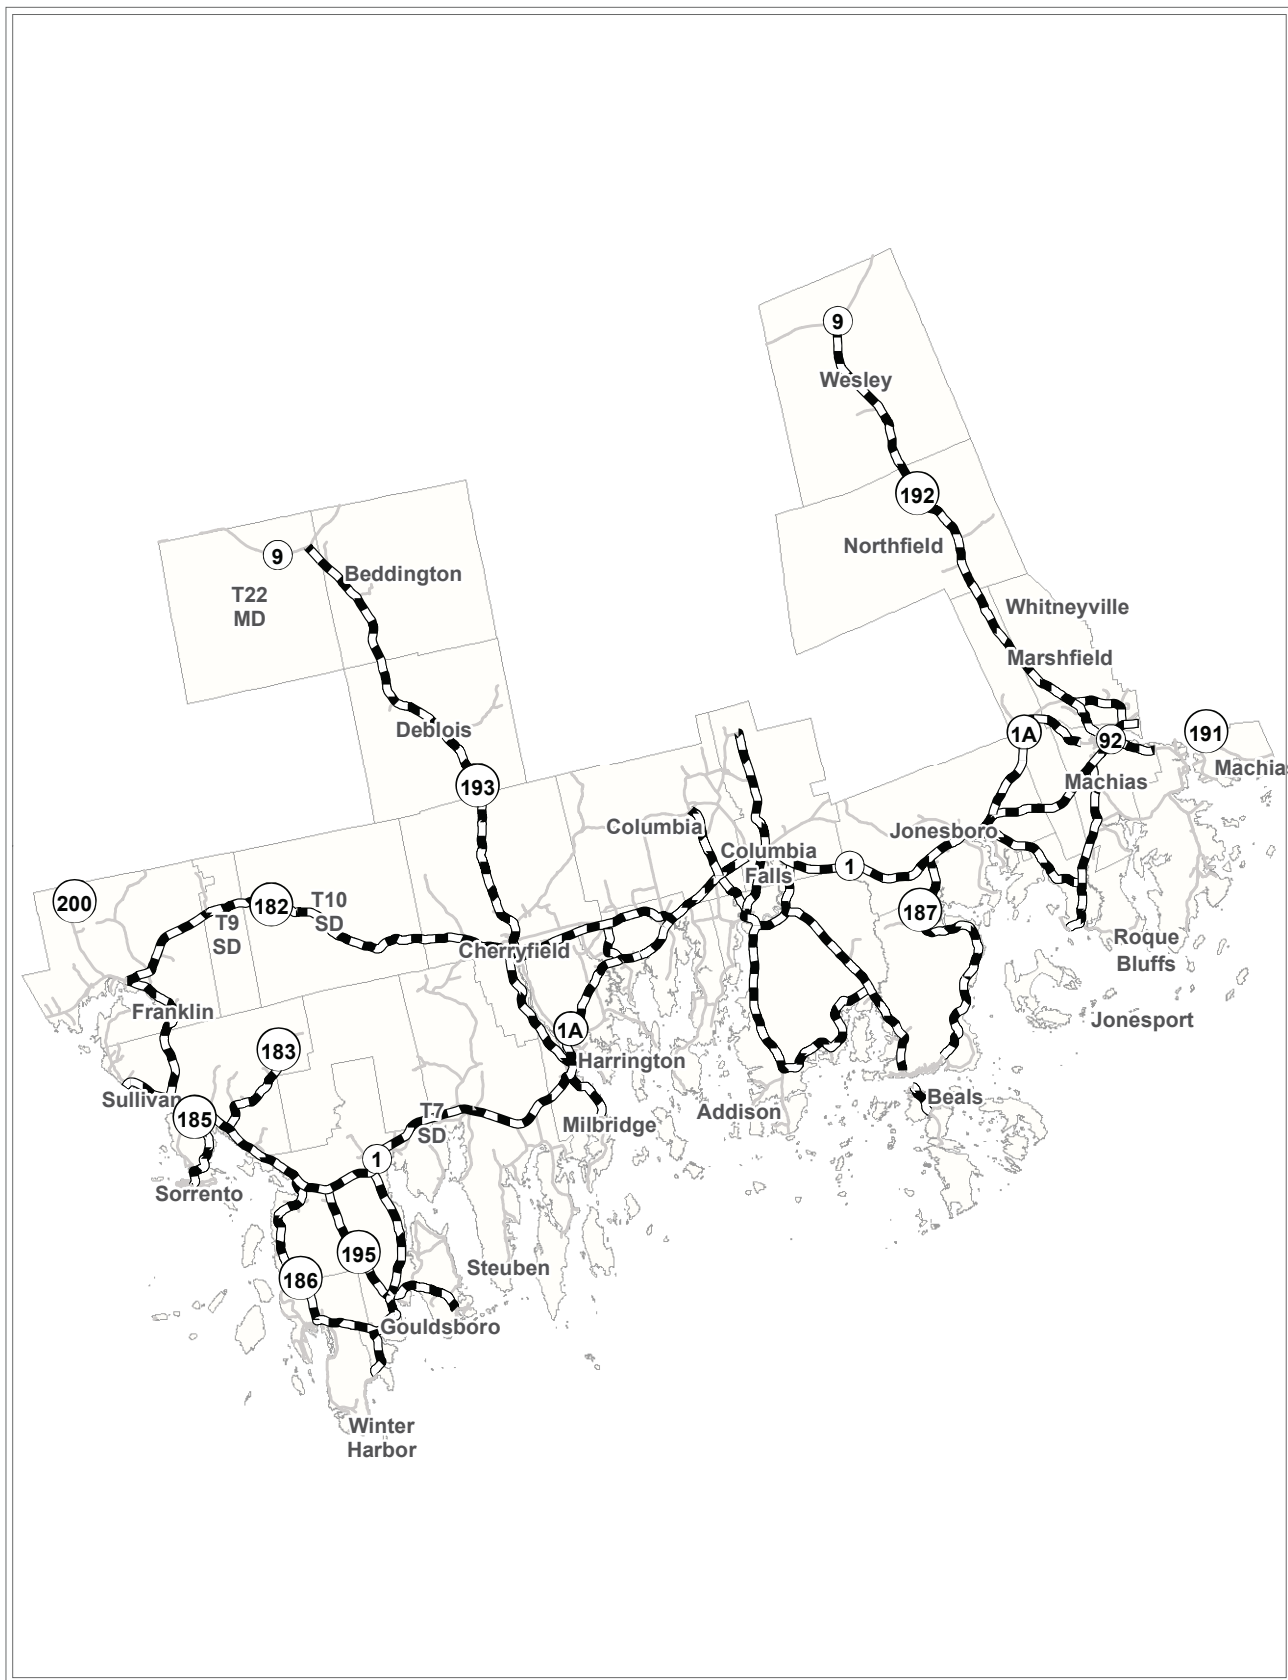 9
Wesley
192
Northfield
9
Beddington
T22
MD
Whitneyville
Marshfield
Deblois
1A
92
191
193
Machias
Machias
Columbia
Jonesboro
Columbia
Falls
1
200
182
T10
SD
T9
SD
187
Cherryfield
Roque
Bluffs
Franklin
1A
Jonesport
183
Harrington
Sullivan
185
Beals
Addison
T7
SD
Milbridge
1
Sorrento
195
186
Steuben
Gouldsboro
Winter
Harbor